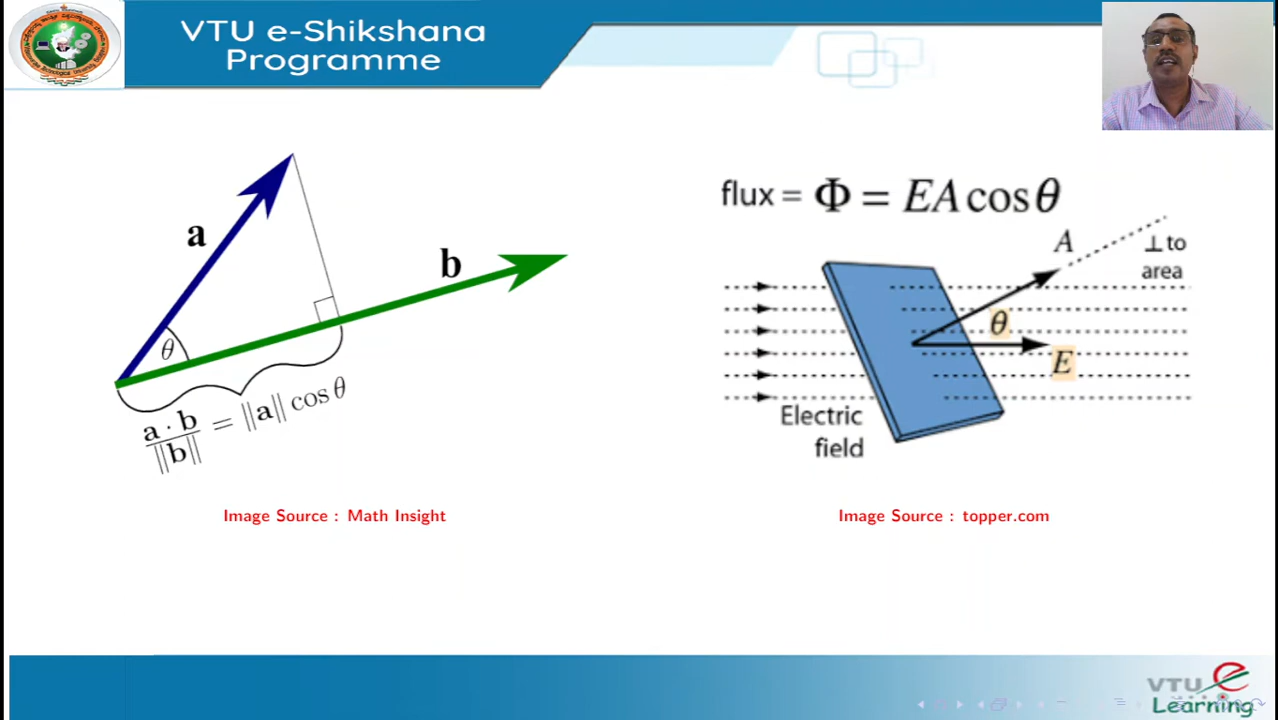 VTU e-Shikshana
Programme
a
b
θ
a · b / ‖b‖ = ‖a‖ cos θ
Image Source : Math Insight
flux = Φ = EA cos θ
A
⊥ to
area
θ
E
Electric
field
Image Source : topper.com
VTU e
Learning